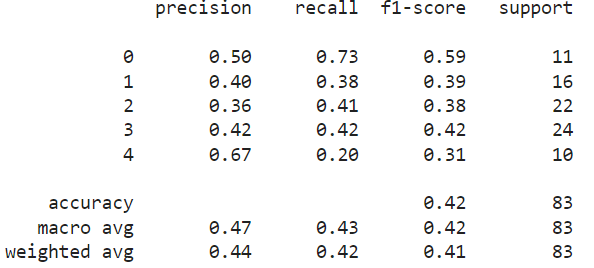 precision recall f1-score support
0 0.50 0.73 0.59 11
1 0.40 0.38 0.39 16
2 0.36 0.41 0.38 22
3 0.42 0.42 0.42 24
4 0.67 0.20 0.31 10
accuracy 0.42 83
macro avg 0.47 0.43 0.42 83
weighted avg 0.44 0.42 0.41 83